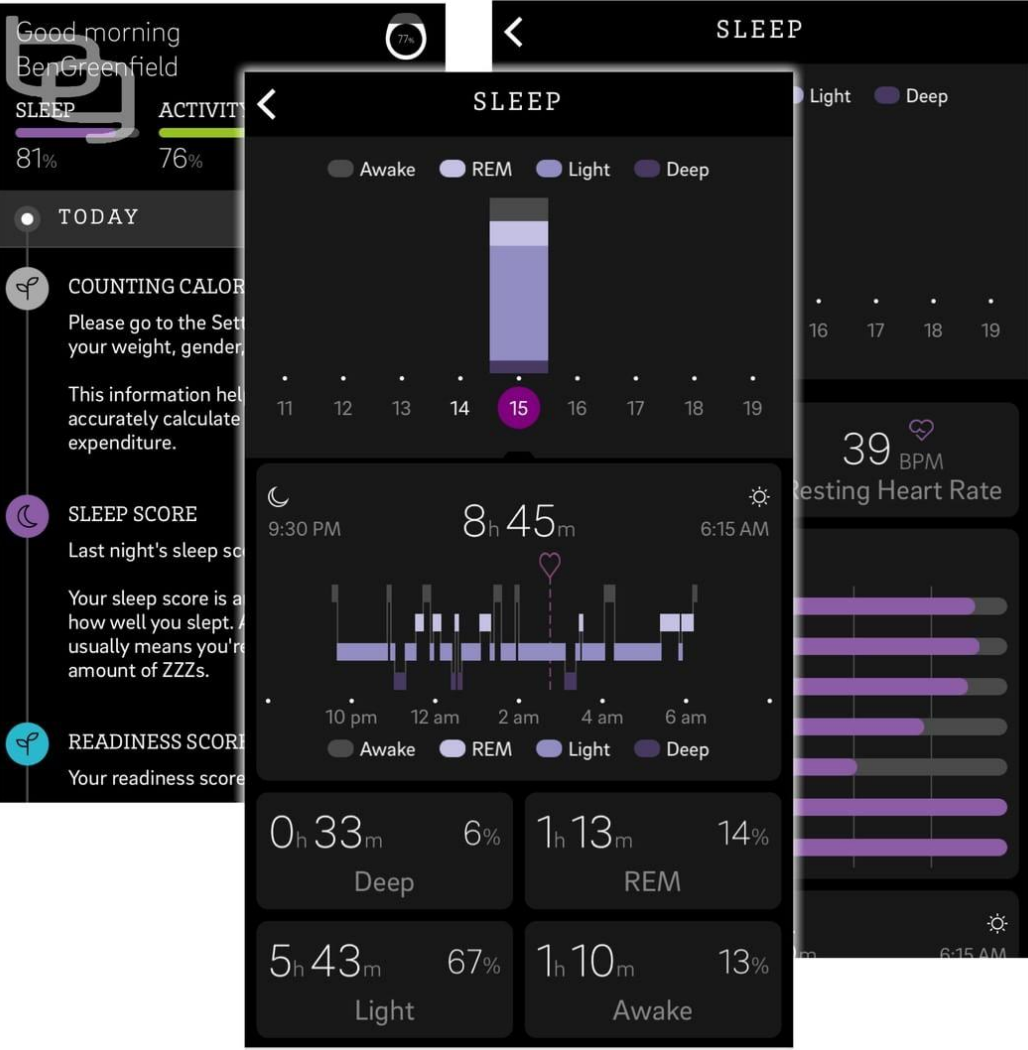 Good morning
BenGreenfield
77%
SLEEP
ACTIVITY
81%
76%
TODAY
COUNTING CALOR
Please go to the Sett
your weight, gender,
This information hel
accurately calculate
expenditure.
SLEEP SCORE
Last night's sleep sc
Your sleep score is a
how well you slept. A
usually means you're
amount of ZZZs.
READINESS SCORE
Your readiness score
SLEEP
Awake REM Light Deep
11 12 13 14 15 16 17 18 19
9:30 PM
8h 45m
6:15 AM
10 pm 12 am 2 am 4 am 6 am
Awake REM Light Deep
0h 33m 6%
Deep
1h 13m 14%
REM
5h 43m 67%
Light
1h 10m 13%
Awake
SLEEP
Light Deep
16 17 18 19
39 BPM
Resting Heart Rate
m
6:15 AM